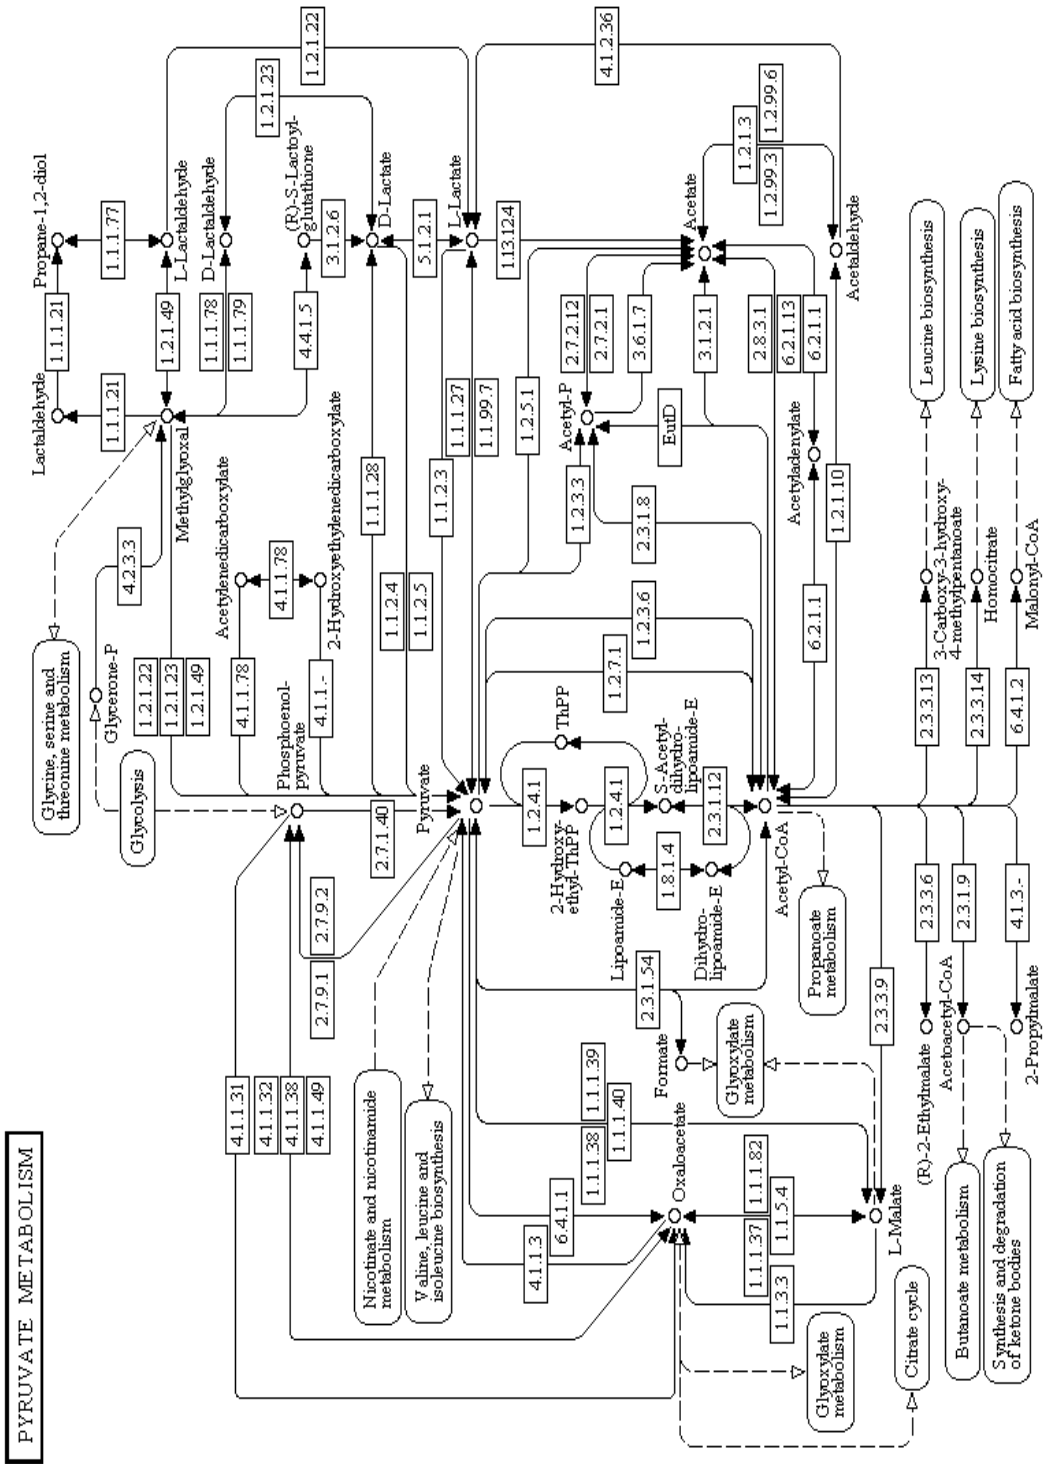 PYRUVATE METABOLISM
Glycine, serine and
threonine metabolism
Lactaldehyde
1.1.1.21
Propane-1,2-diol
Glycolysis
Glycerone-P
4.2.3.3
1.1.1.21
1.1.1.77
1.2.1.22
1.2.1.23
1.2.1.49
Methylglyoxal
1.2.1.49
L-Lactaldehyde
1.1.1.78
1.1.1.79
D-Lactaldehyde
1.2.1.22
1.2.1.23
4.1.1.31
4.1.1.32
4.1.1.38
4.1.1.49
4.1.1.78
Acetylenedicarboxylate
4.1.1.78
Phosphoenol-
pyruvate
4.1.1.-
2-Hydroxyethylenedicarboxylate
4.4.1.5
(R)-S-Lactoyl-
glutathione
3.1.2.6
2.7.9.1
2.7.9.2
2.7.1.40
1.1.1.28
D-Lactate
Nicotinate and nicotinamide
metabolism
1.1.2.4
1.1.2.5
5.1.2.1
Valine, leucine and
isoleucine biosynthesis
Pyruvate
1.1.2.3
1.1.1.27
1.1.99.7
L-Lactate
1.13.12.4
4.1.2.36
4.1.1.3
6.4.1.1
1.1.1.38
1.1.1.39
1.1.1.40
1.2.4.1
ThPP
1.2.5.1
2-Hydroxy-
ethyl-ThPP
1.2.3.3
Acetyl-P
2.7.2.12
2.7.2.1
3.6.1.7
Lipoamide-E
1.2.4.1
1.2.7.1
1.2.3.6
2.3.1.8
EutD
2.3.1.54
1.8.1.4
S-Acetyl-
dihydro-
lipoamide-E
Oxaloacetate
Formate
Dihydro-
lipoamide-E
2.3.1.12
3.1.2.1
Acetate
Glyoxylate
metabolism
1.1.1.37
1.1.1.82
1.1.5.4
1.1.3.3
Acetyl-CoA
2.8.3.1
6.2.1.13
6.2.1.1
1.2.1.3
1.2.99.3
1.2.99.6
Glyoxylate
metabolism
Propanoate
metabolism
6.2.1.1
Acetyladenylate
1.2.1.10
Acetaldehyde
L-Malate
2.3.3.9
Citrate cycle
(R)-2-Ethylmalate
2.3.3.6
2.3.3.13
3-Carboxy-3-hydroxy-
4-methylpentanoate
Leucine biosynthesis
Butanoate metabolism
Acetoacetyl-CoA
2.3.1.9
2.3.3.14
Homocitrate
Lysine biosynthesis
Synthesis and degradation
of ketone bodies
2-Propylmalate
4.1.3.-
6.4.1.2
Malonyl-CoA
Fatty acid biosynthesis